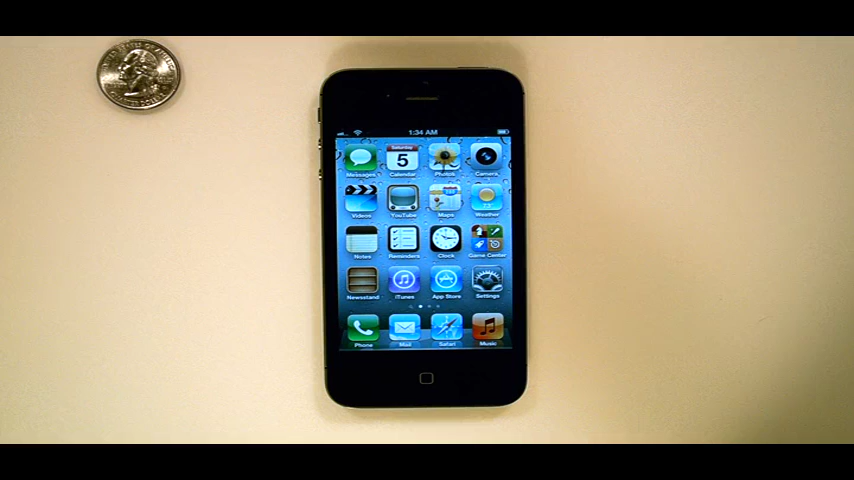 1:34 AM
Saturday
5
Messages Calendar Photos Camera
Videos YouTube Maps Weather
Notes Reminders Clock Game Center
Newsstand iTunes App Store Settings
Phone Mail Safari Music